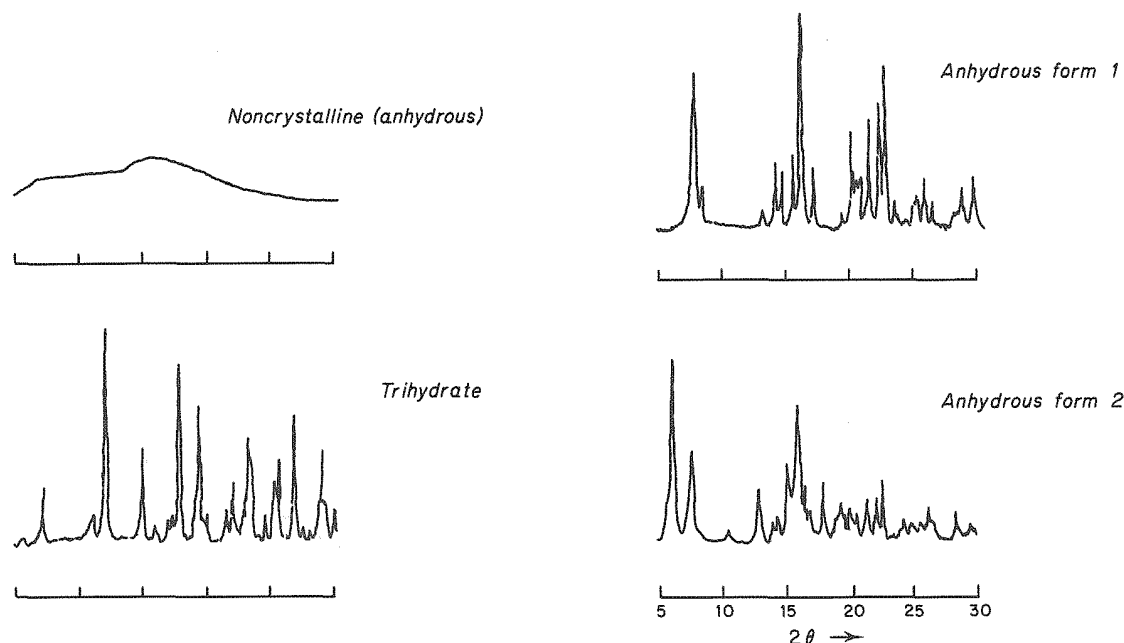 Noncrystalline (anhydrous)
Anhydrous form 1
Trihydrate
Anhydrous form 2
5 10 15 20 25 30
2θ →